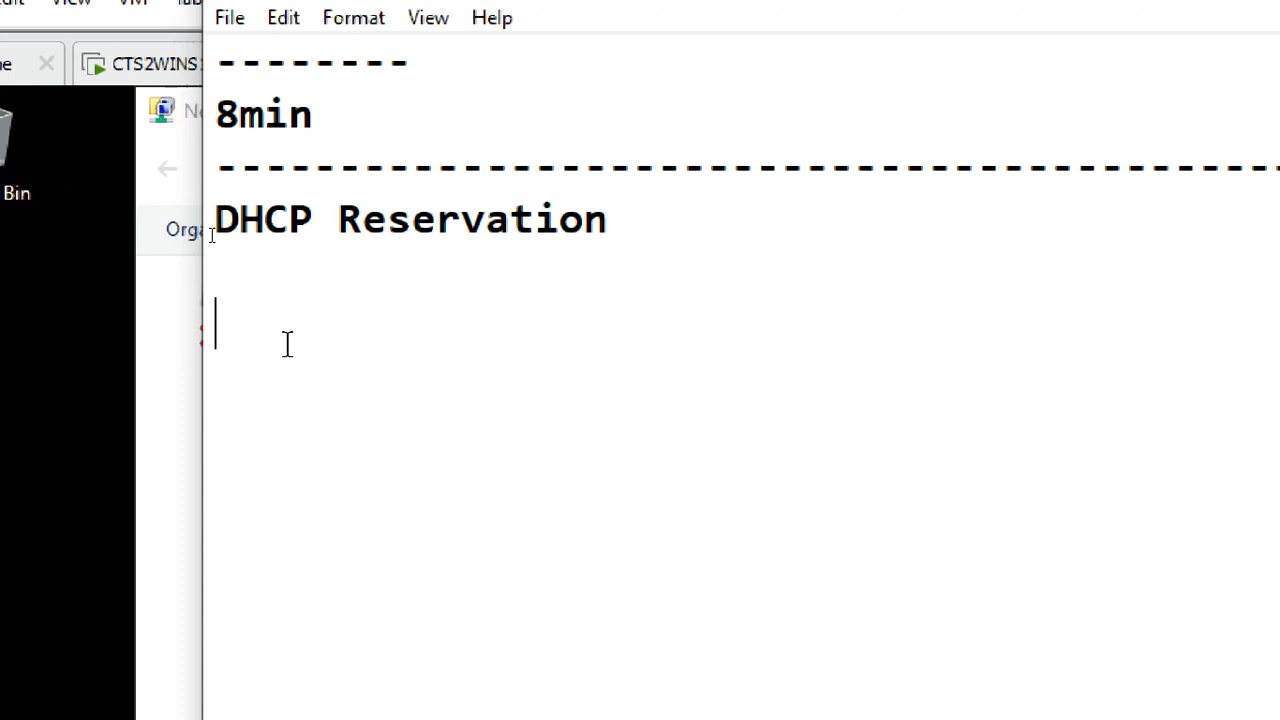 File Edit Format View Help
CTS2WINS
--------
8min
-------------------------------------------
DHCP Reservation
Bin
Orga